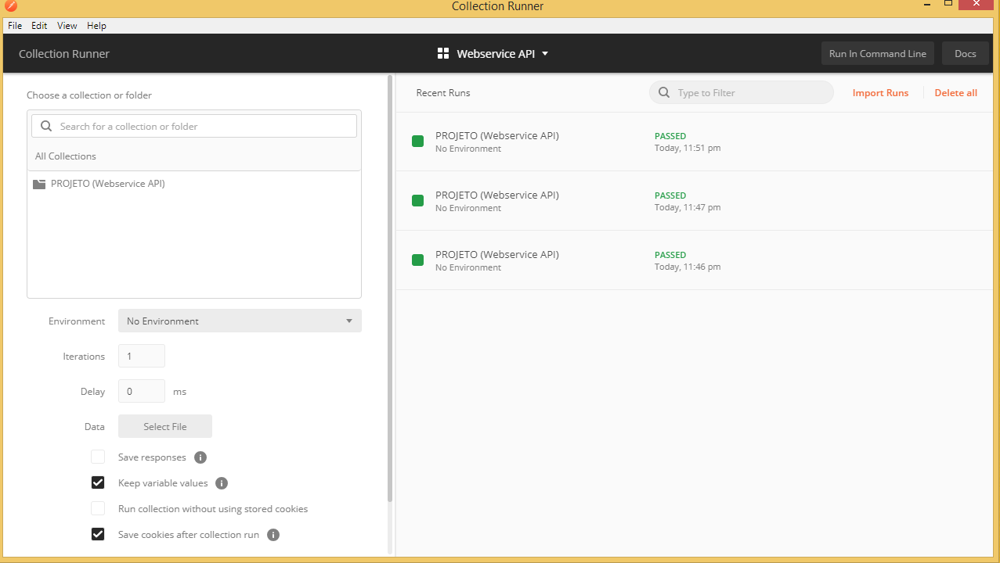 Collection Runner
File Edit View Help
Collection Runner
Webservice API
Run In Command Line
Docs
Choose a collection or folder
Search for a collection or folder
All Collections
PROJETO (Webservice API)
Environment No Environment
Iterations 1
Delay 0 ms
Data Select File
Save responses
Keep variable values
Run collection without using stored cookies
Save cookies after collection run
Recent Runs
Type to Filter
Import Runs
Delete all
PROJETO (Webservice API) PASSED
No Environment Today, 11:51 pm
PROJETO (Webservice API) PASSED
No Environment Today, 11:47 pm
PROJETO (Webservice API) PASSED
No Environment Today, 11:46 pm